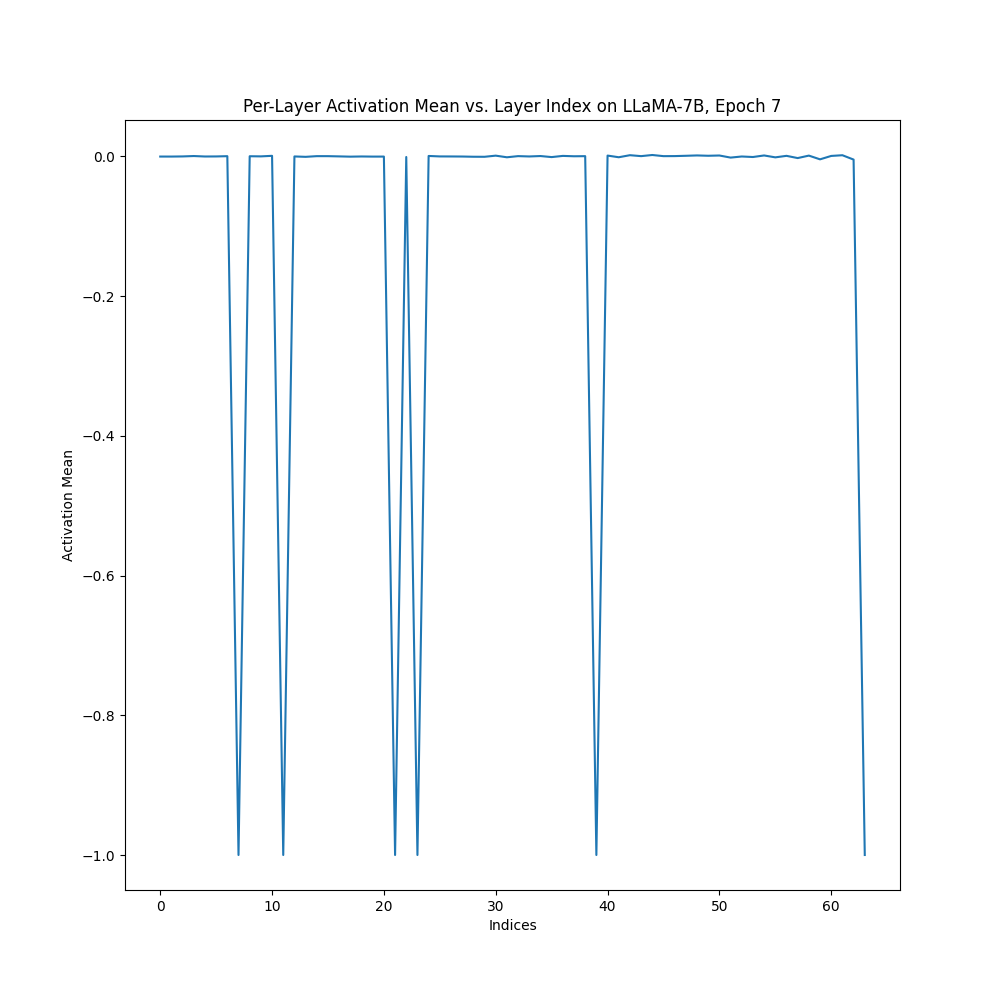 Per-Layer Activation Mean vs. Layer Index on LLaMA-7B, Epoch 7
Activation Mean
0.0
−0.2
−0.4
−0.6
−0.8
−1.0
0 10 20 30 40 50 60
Indices